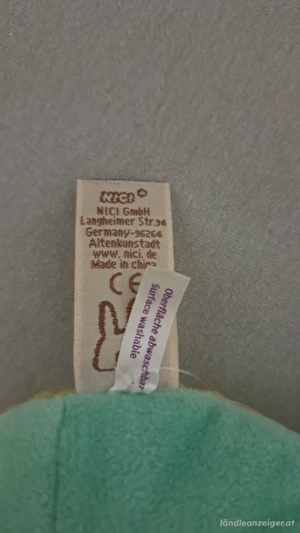 NICI
NICI GmbH
Langheimer Str.94
Germany-96264
Altenkunstadt
www.nici.de
Made in china
CE
Oberfläche abwaschbar
Surface washable
ländleanzeiger.at